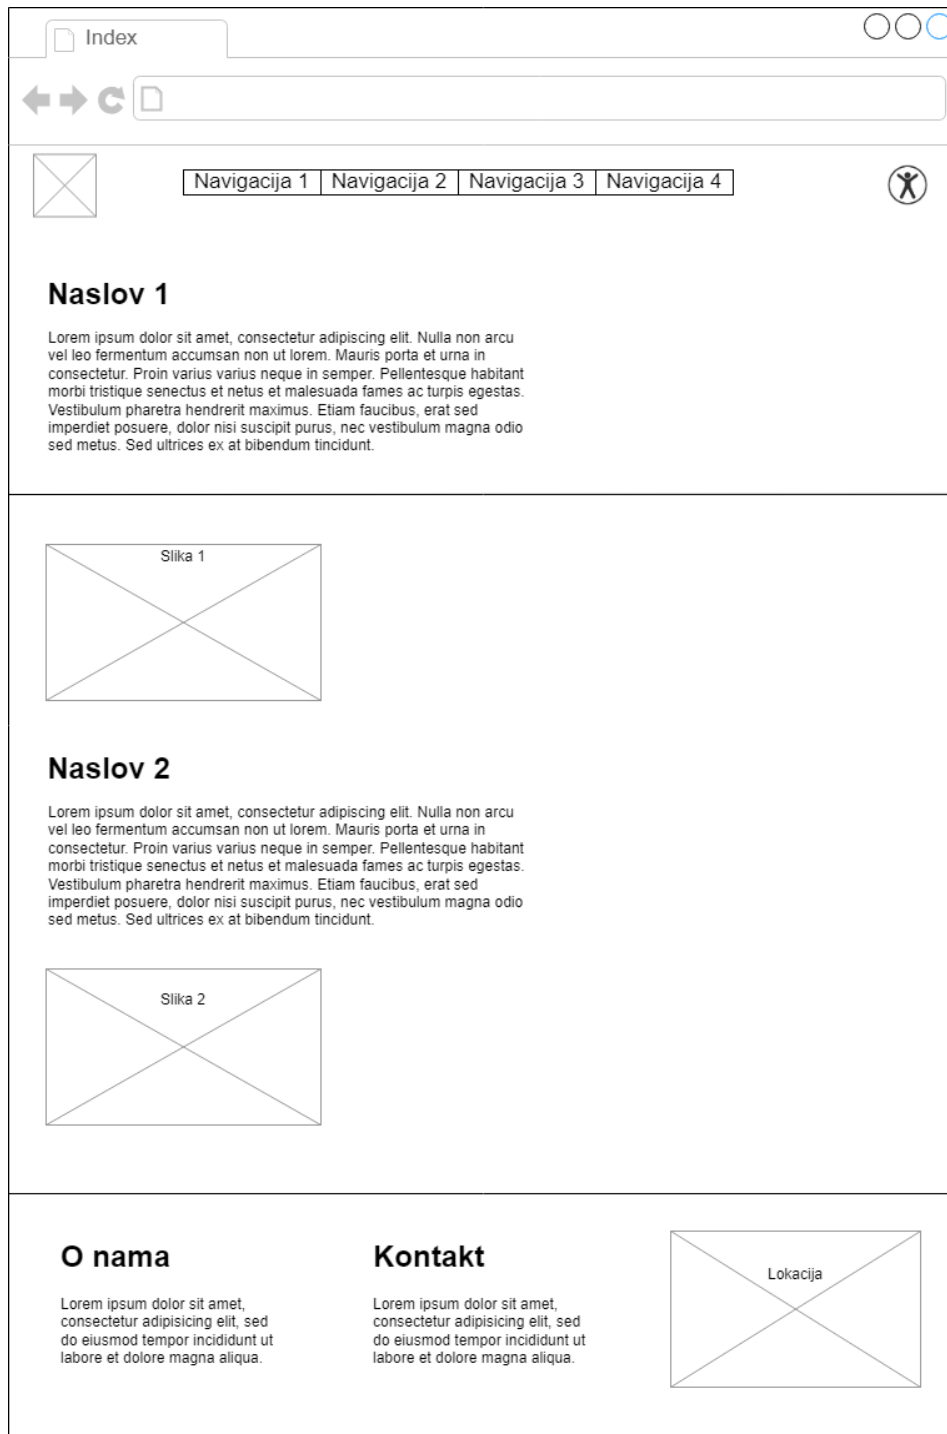 Index
Navigacija 1 Navigacija 2 Navigacija 3 Navigacija 4
Naslov 1
Lorem ipsum dolor sit amet, consectetur adipiscing elit. Nulla non arcu
vel leo fermentum accumsan non ut lorem. Mauris porta et urna in
consectetur. Proin varius varius neque in semper. Pellentesque habitant
morbi tristique senectus et netus et malesuada fames ac turpis egestas.
Vestibulum pharetra hendrerit maximus. Etiam faucibus, erat sed
imperdiet posuere, dolor nisi suscipit purus, nec vestibulum magna odio
sed metus. Sed ultrices ex at bibendum tincidunt.
Slika 1
Naslov 2
Lorem ipsum dolor sit amet, consectetur adipiscing elit. Nulla non arcu
vel leo fermentum accumsan non ut lorem. Mauris porta et urna in
consectetur. Proin varius varius neque in semper. Pellentesque habitant
morbi tristique senectus et netus et malesuada fames ac turpis egestas.
Vestibulum pharetra hendrerit maximus. Etiam faucibus, erat sed
imperdiet posuere, dolor nisi suscipit purus, nec vestibulum magna odio
sed metus. Sed ultrices ex at bibendum tincidunt.
Slika 2
O nama
Lorem ipsum dolor sit amet,
consectetur adipisicing elit, sed
do eiusmod tempor incididunt ut
labore et dolore magna aliqua.
Kontakt
Lorem ipsum dolor sit amet,
consectetur adipisicing elit, sed
do eiusmod tempor incididunt ut
labore et dolore magna aliqua.
Lokacija